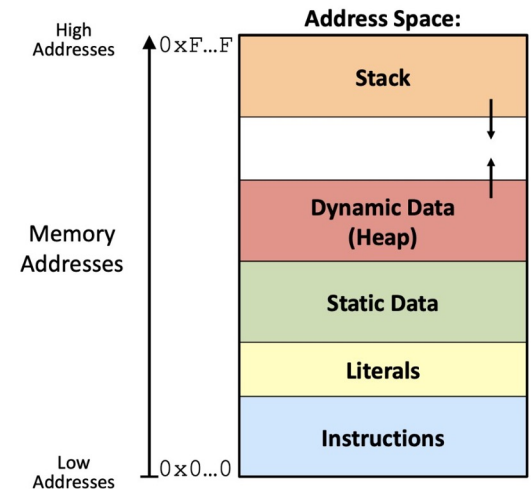 Address Space:
High
Addresses
0xF…F
Stack
Dynamic Data
(Heap)
Memory
Addresses
Static Data
Literals
Instructions
Low
Addresses
0x0…0